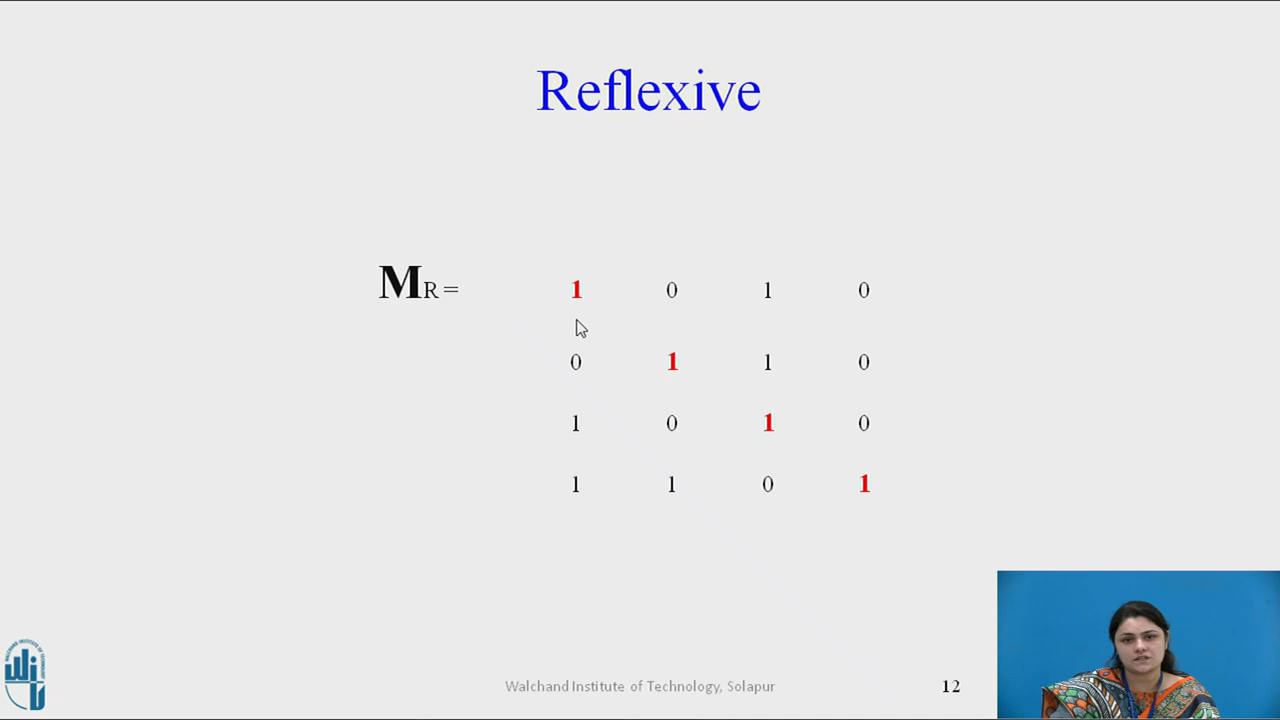 Reflexive
MR = 1 0 1 0
0 1 1 0
1 0 1 0
1 1 0 1
Walchand Institute of Technology, Solapur
12